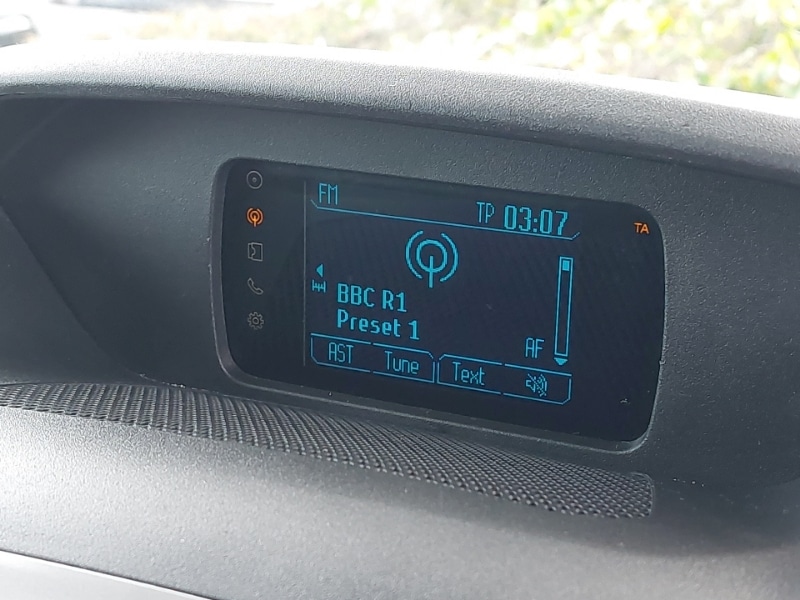 FM
TP 03:07
TA
BBC R1
Preset 1
AF
AST Tune Text